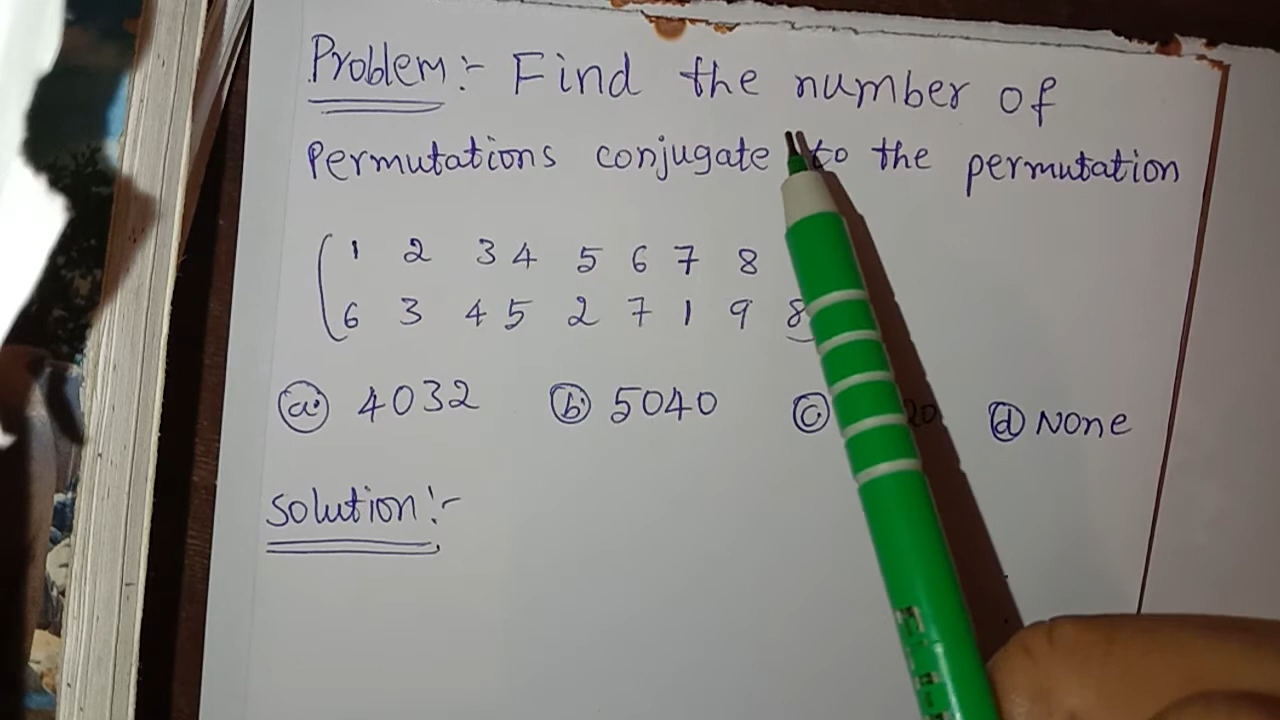 Problem:- Find the number of
Permutations conjugate to the permutation
1 2 3 4 5 6 7 8
6 3 4 5 2 7 1 9 8
(a) 4032 (b) 5040 (c) 20 (d) None
Solution:-